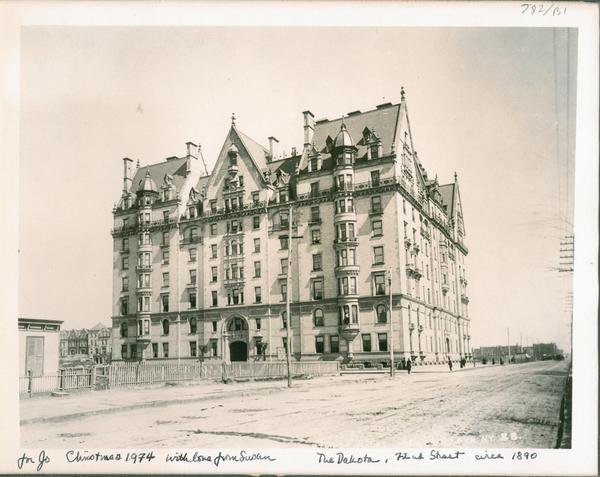 782/B1
for Jo Christmas 1974 with love from Susan The Dakota, 72nd Street circa 1890